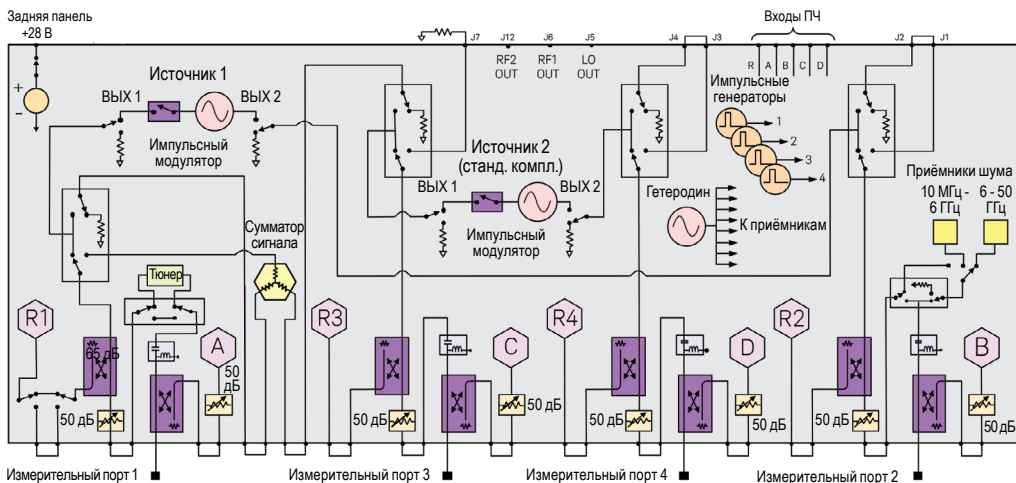 Задняя панель
+28 В
Входы ПЧ
J7
J12
J6
J5
J4
J3
J2
J1
RF2
OUT
RF1
OUT
LO
OUT
R
A
B
C
D
+
-
Источник 1
ВЫХ 1
ВЫХ 2
Импульсный
модулятор
Импульсные
генераторы
1
2
3
4
Источник 2
(станд. компл.)
ВЫХ 1
ВЫХ 2
Импульсный
модулятор
Гетеродин
К приёмникам
Приёмники шума
10 МГц -
6 ГГц
6 - 50
ГГц
Сумматор
сигнала
Тюнер
R1
65 дБ
A
R3
C
R4
D
R2
B
50
дБ
50 дБ
50 дБ
50 дБ
50 дБ
50 дБ
50 дБ
50 дБ
Измерительный порт 1
Измерительный порт 3
Измерительный порт 4
Измерительный порт 2